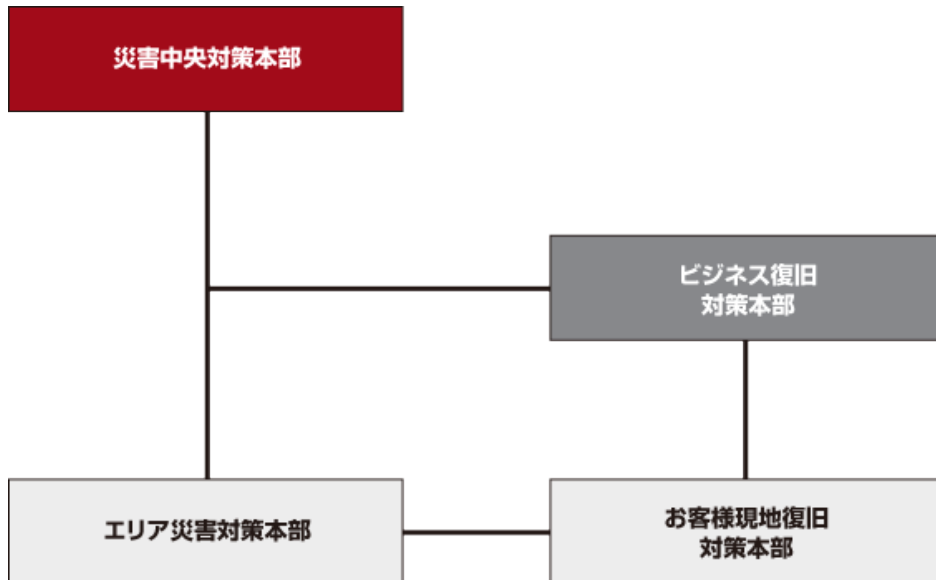 災害中央対策本部
ビジネス復旧
対策本部
エリア災害対策本部
お客様現地復旧
対策本部